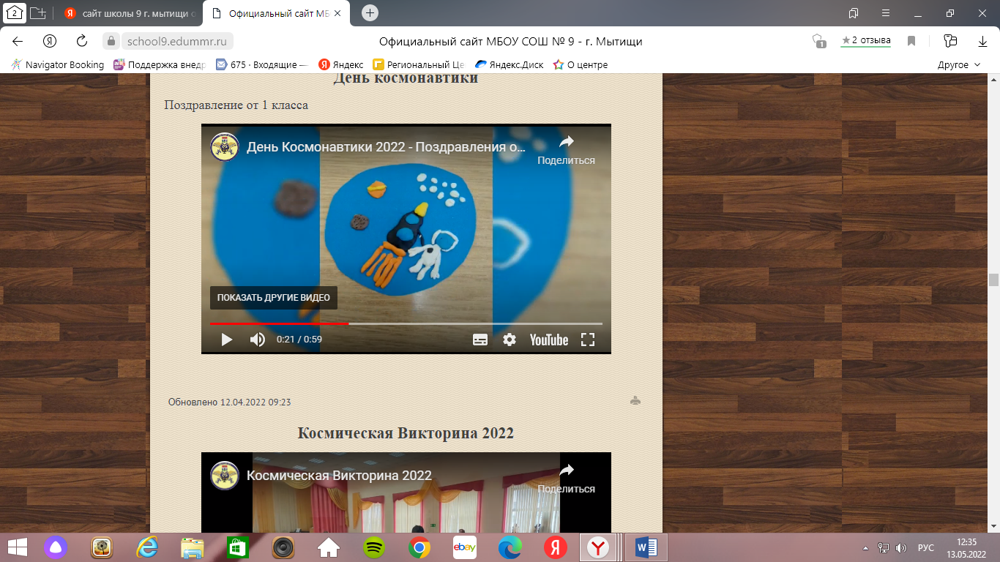 2
сайт школы 9 г. мытищи о
Официальный сайт МБ
school9.edummr.ru
Официальный сайт МБОУ СОШ № 9 - г. Мытищи
1
★ 2 отзыва
Navigator Booking
Поддержка внедр
675 · Входящие —
Яндекс
Региональный Це
Яндекс.Диск
О центре
Другое
День космонавтики
Поздравление от 1 класса
День Космонавтики 2022 - Поздравления о...
Поделиться
ПОКАЗАТЬ ДРУГИЕ ВИДЕО
0:21 / 0:59
YouTube
Обновлено 12.04.2022 09:23
Космическая Викторина 2022
Космическая Викторина 2022
Поделиться
ebay
РУС
12:35
13.05.2022